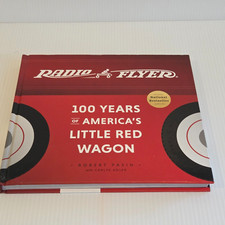 RADIO FLYER
100 YEARS
OF AMERICA'S
LITTLE RED
WAGON
ROBERT PASIN